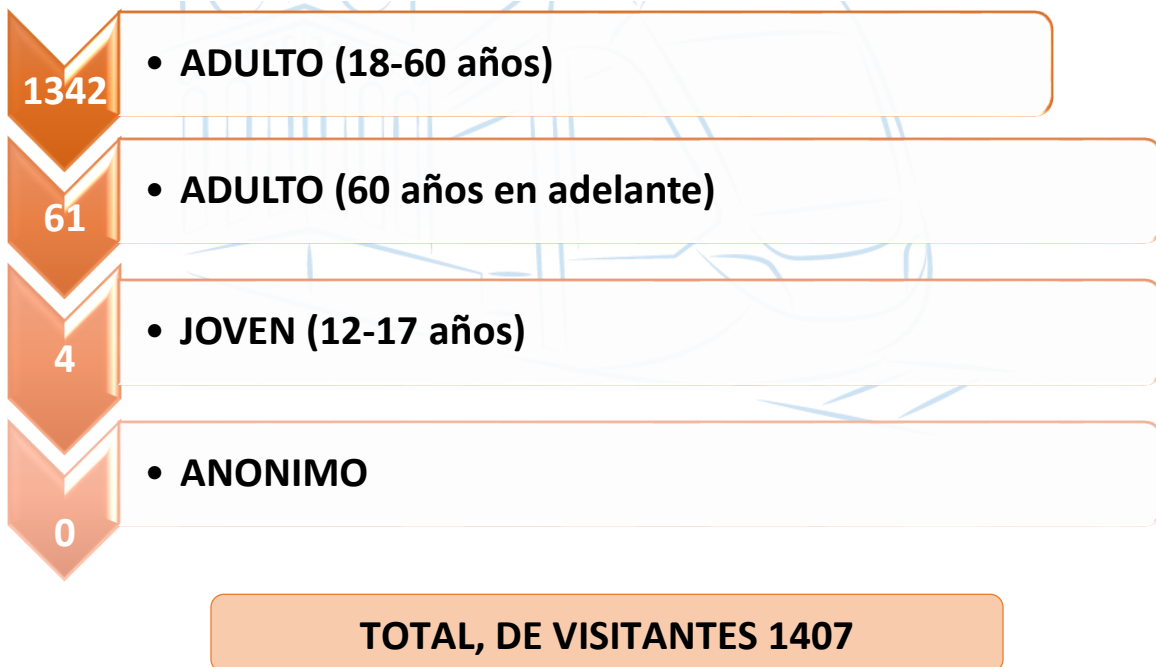 1342
• ADULTO (18-60 años)
61
• ADULTO (60 años en adelante)
4
• JOVEN (12-17 años)
0
• ANONIMO
TOTAL, DE VISITANTES 1407